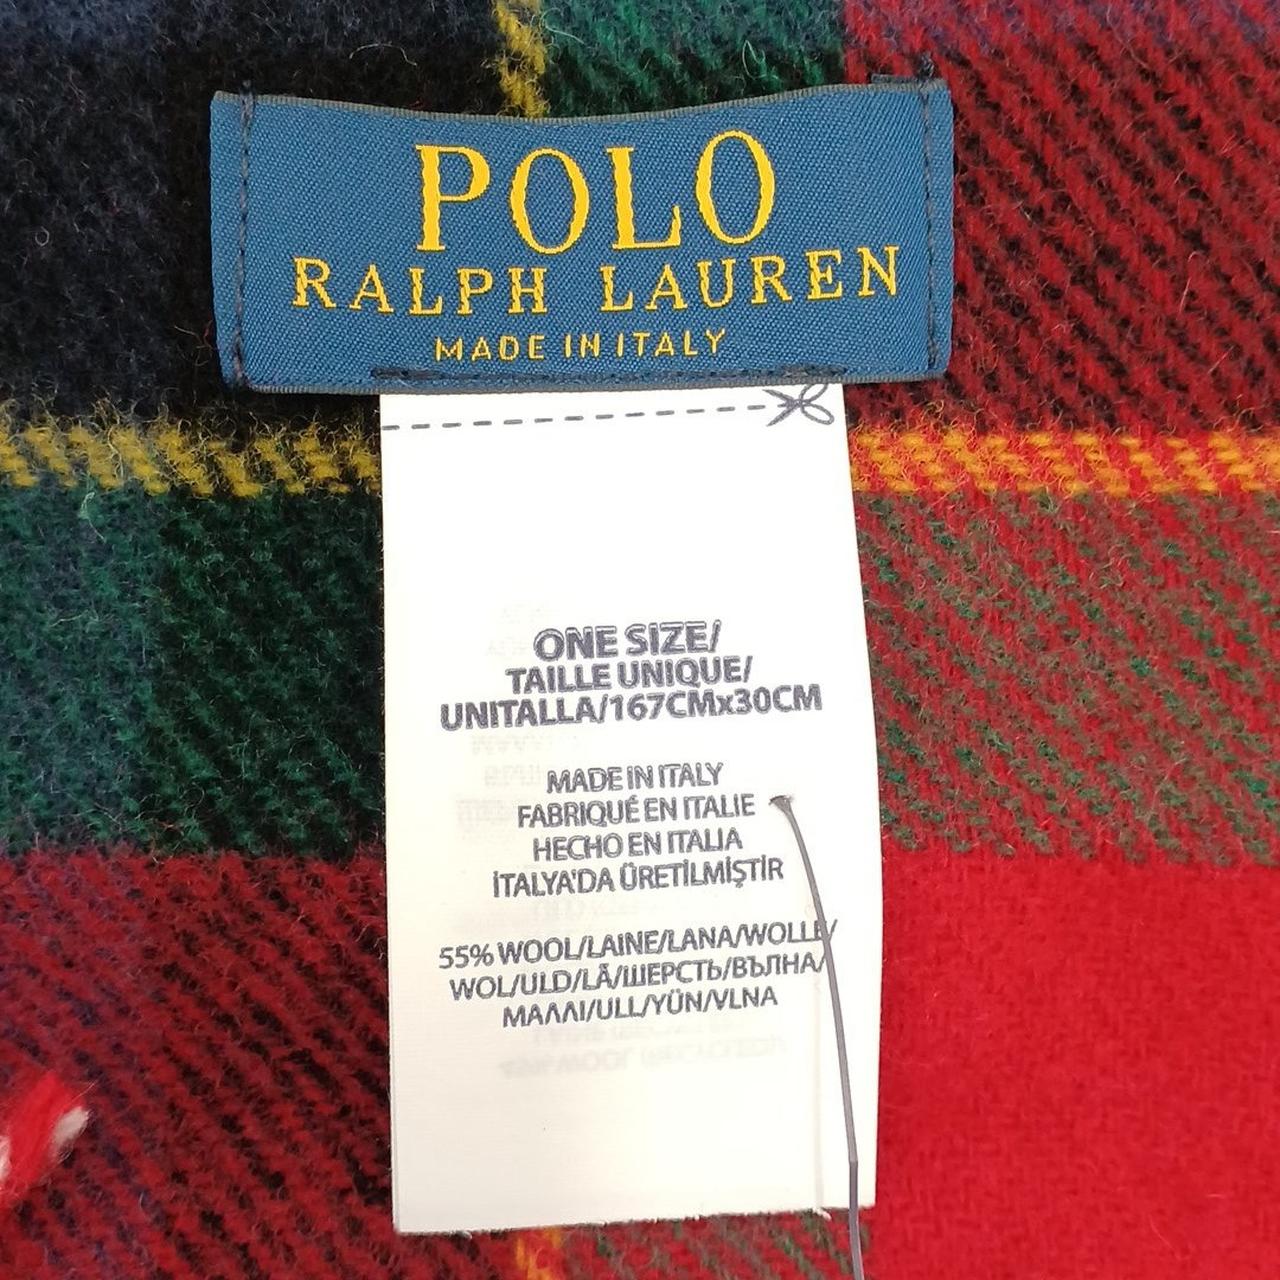 POLO
RALPH LAUREN
MADE IN ITALY
ONE SIZE/
TAILLE UNIQUE/
UNITALLA/167CMx30CM
MADE IN ITALY
FABRIQUÉ EN ITALIE
HECHO EN ITALIA
İTALYA'DA ÜRETİLMİŞTİR
55% WOOL/LAINE/LANA/WOLLE/
WOL/ULD/LÃ/ШЕРСТЬ/ВЪЛНА/
ΜΑΛΛΙ/ULL/YÜN/VLNA